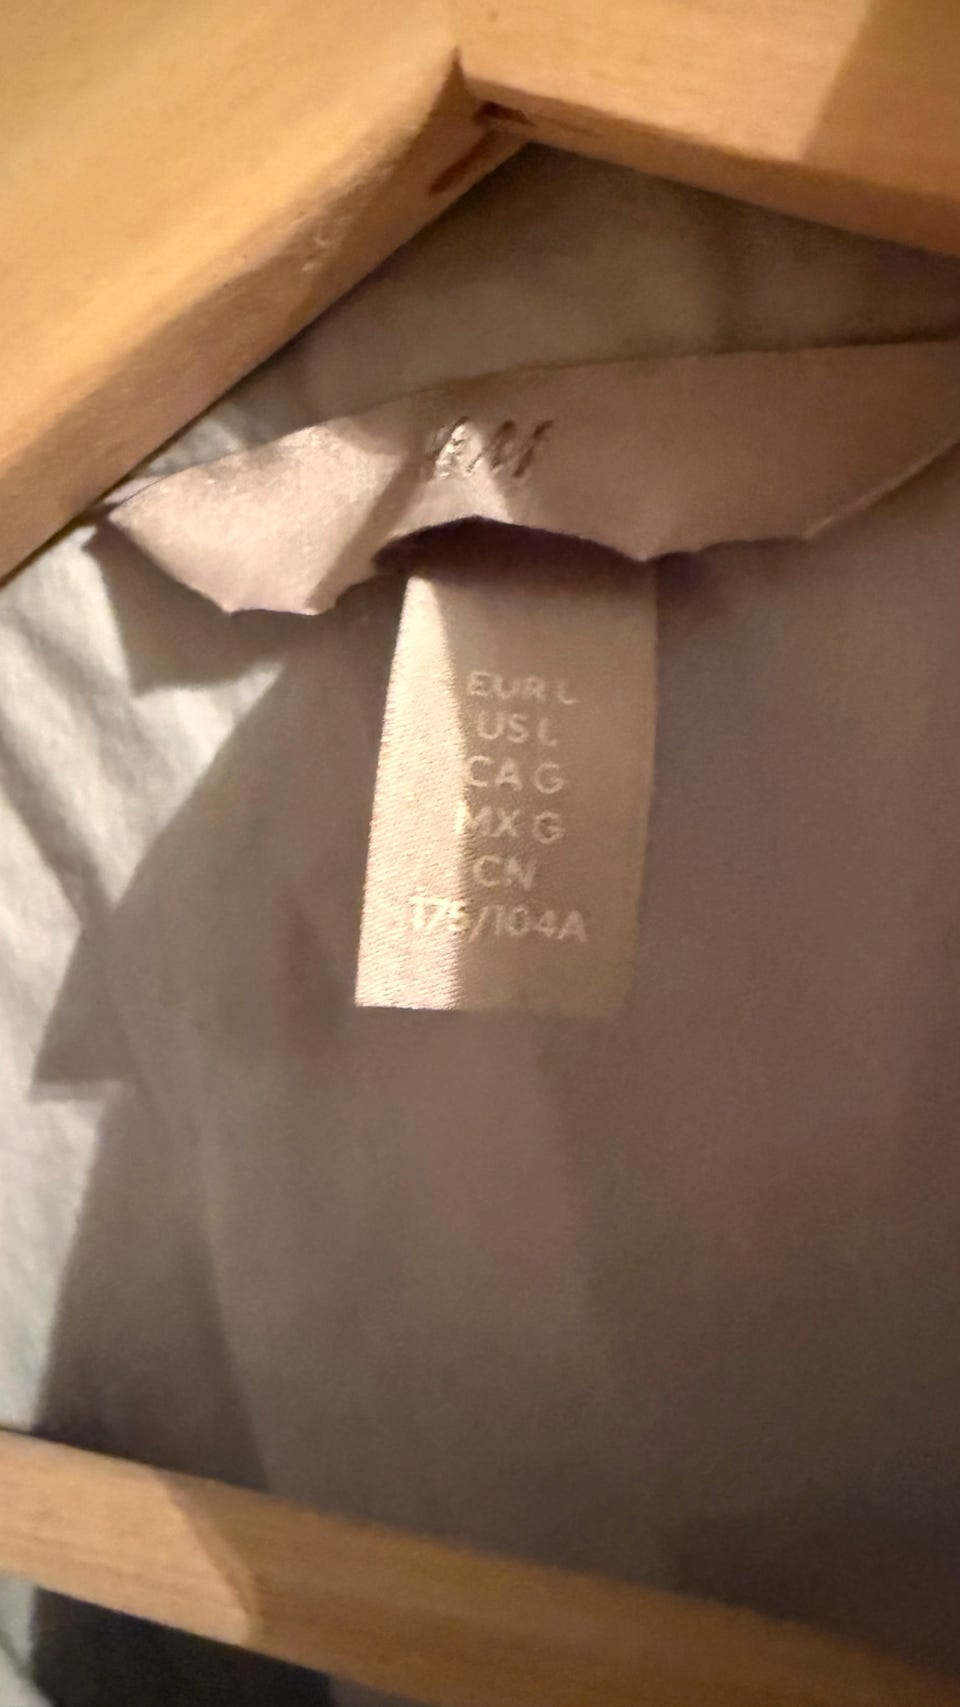 H&M
EUR L
US L
CA G
MX G
CN
175/104A